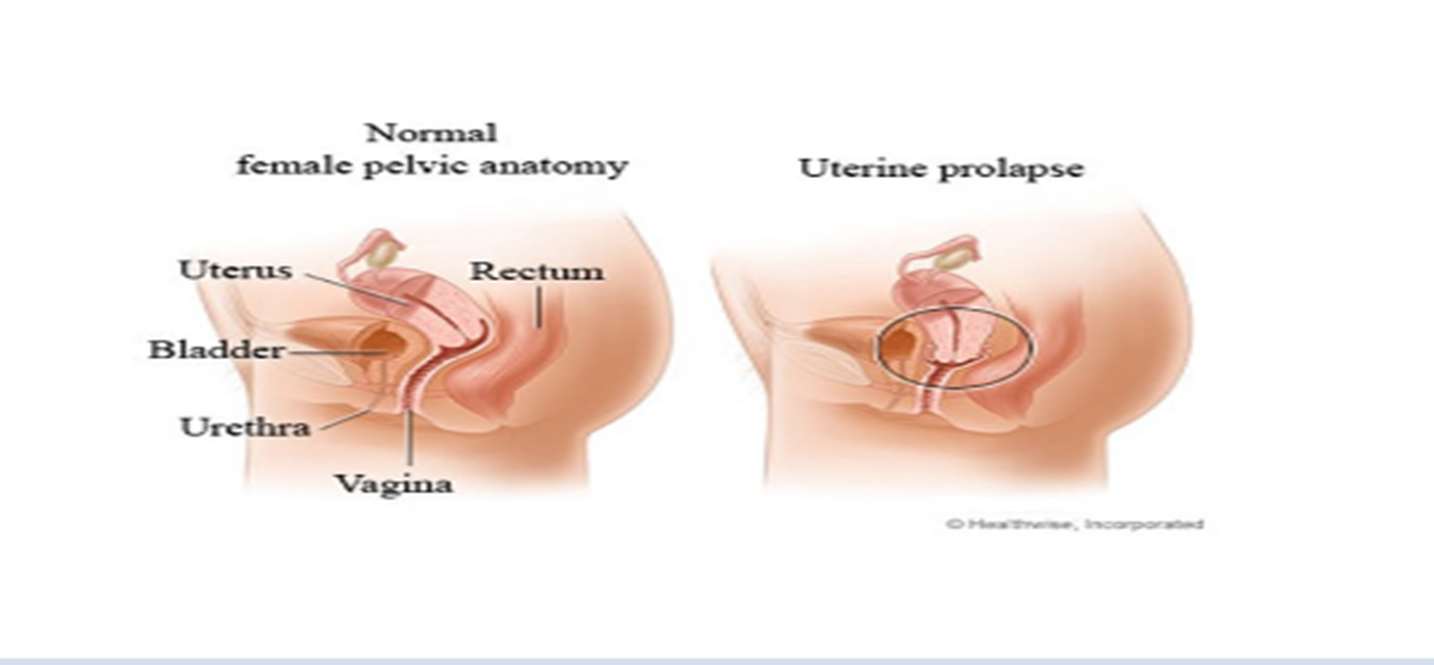 Normal
female pelvic anatomy
Uterine prolapse
Uterus
Rectum
Bladder
Urethra
Vagina
© Healthwise, Incorporated